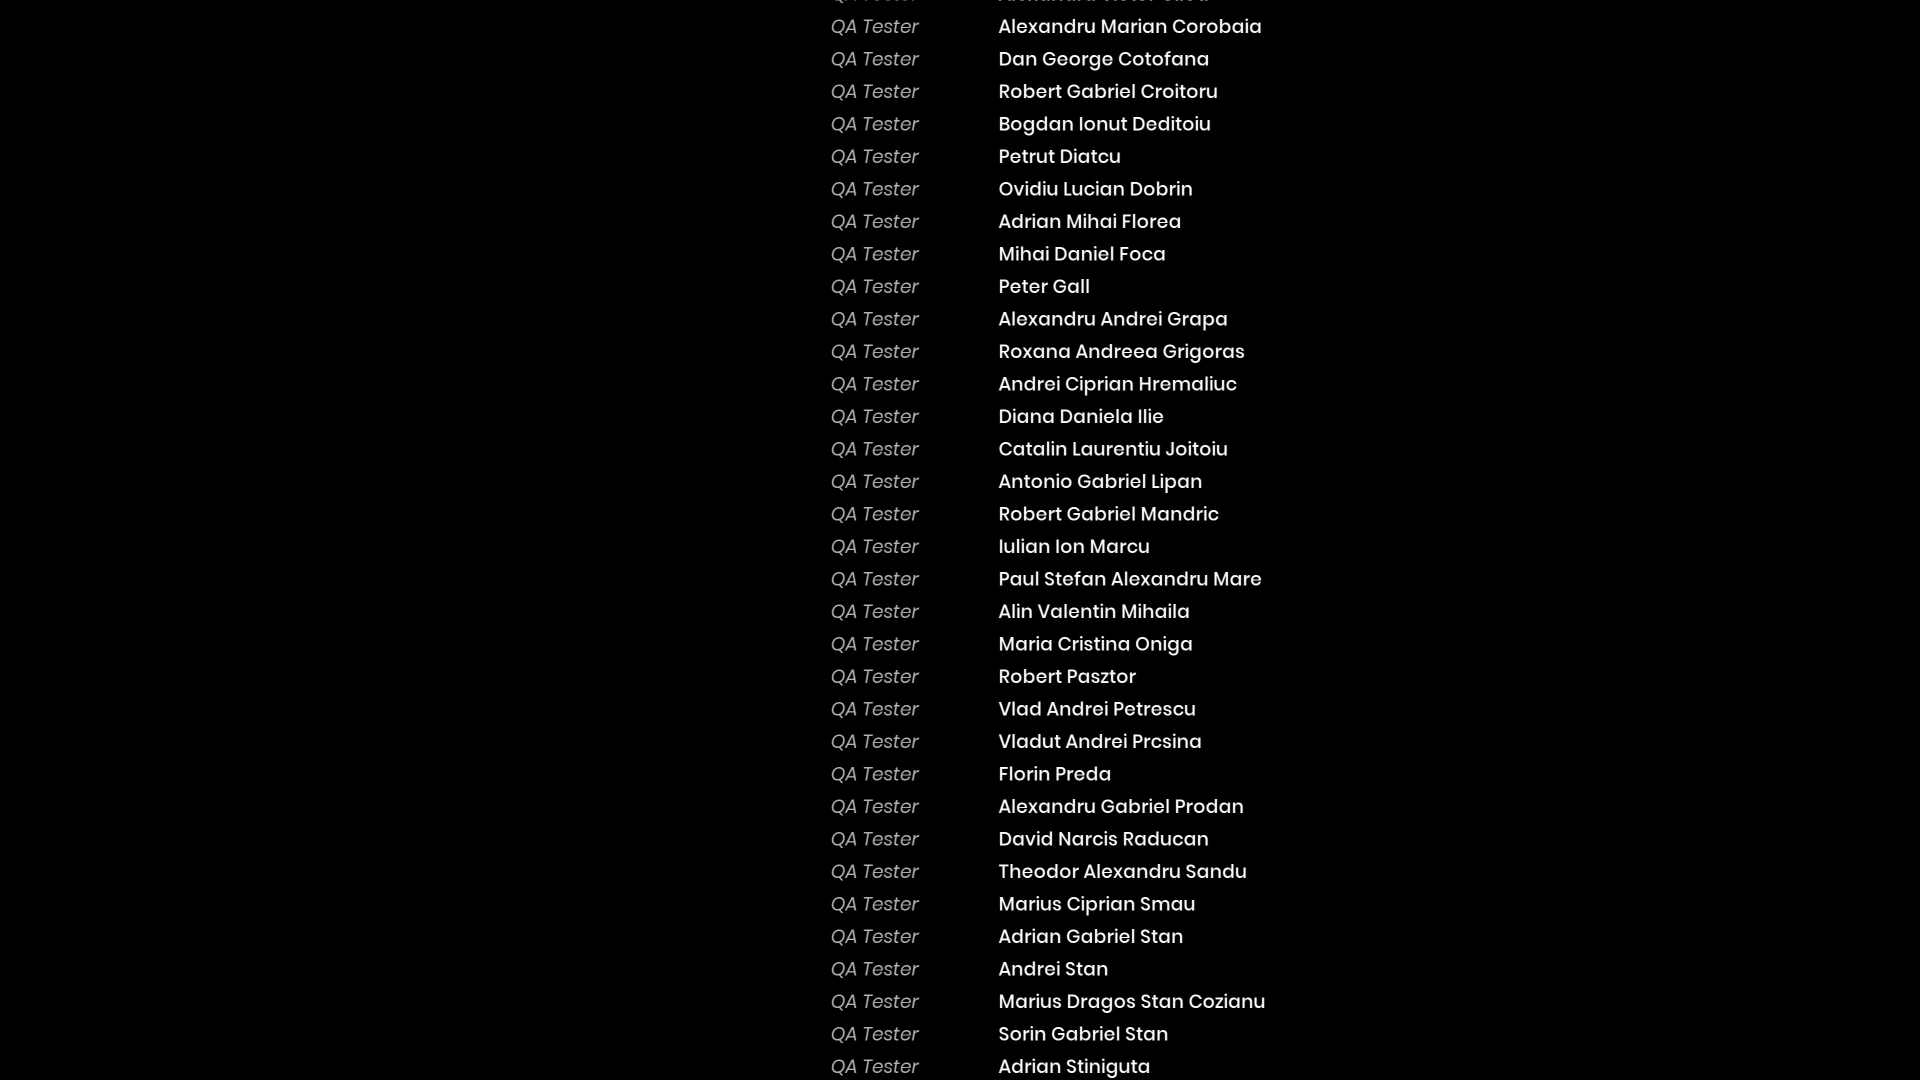 QA Tester Alexandru Marian Corobaia
QA Tester Dan George Cotofana
QA Tester Robert Gabriel Croitoru
QA Tester Bogdan Ionut Deditoiu
QA Tester Petrut Diatcu
QA Tester Ovidiu Lucian Dobrin
QA Tester Adrian Mihai Florea
QA Tester Mihai Daniel Foca
QA Tester Peter Gall
QA Tester Alexandru Andrei Grapa
QA Tester Roxana Andreea Grigoras
QA Tester Andrei Ciprian Hremaliuc
QA Tester Diana Daniela Ilie
QA Tester Catalin Laurentiu Joitoiu
QA Tester Antonio Gabriel Lipan
QA Tester Robert Gabriel Mandric
QA Tester Iulian Ion Marcu
QA Tester Paul Stefan Alexandru Mare
QA Tester Alin Valentin Mihaila
QA Tester Maria Cristina Oniga
QA Tester Robert Pasztor
QA Tester Vlad Andrei Petrescu
QA Tester Vladut Andrei Prcsina
QA Tester Florin Preda
QA Tester Alexandru Gabriel Prodan
QA Tester David Narcis Raducan
QA Tester Theodor Alexandru Sandu
QA Tester Marius Ciprian Smau
QA Tester Adrian Gabriel Stan
QA Tester Andrei Stan
QA Tester Marius Dragos Stan Cozianu
QA Tester Sorin Gabriel Stan
QA Tester Adrian Stiniguta